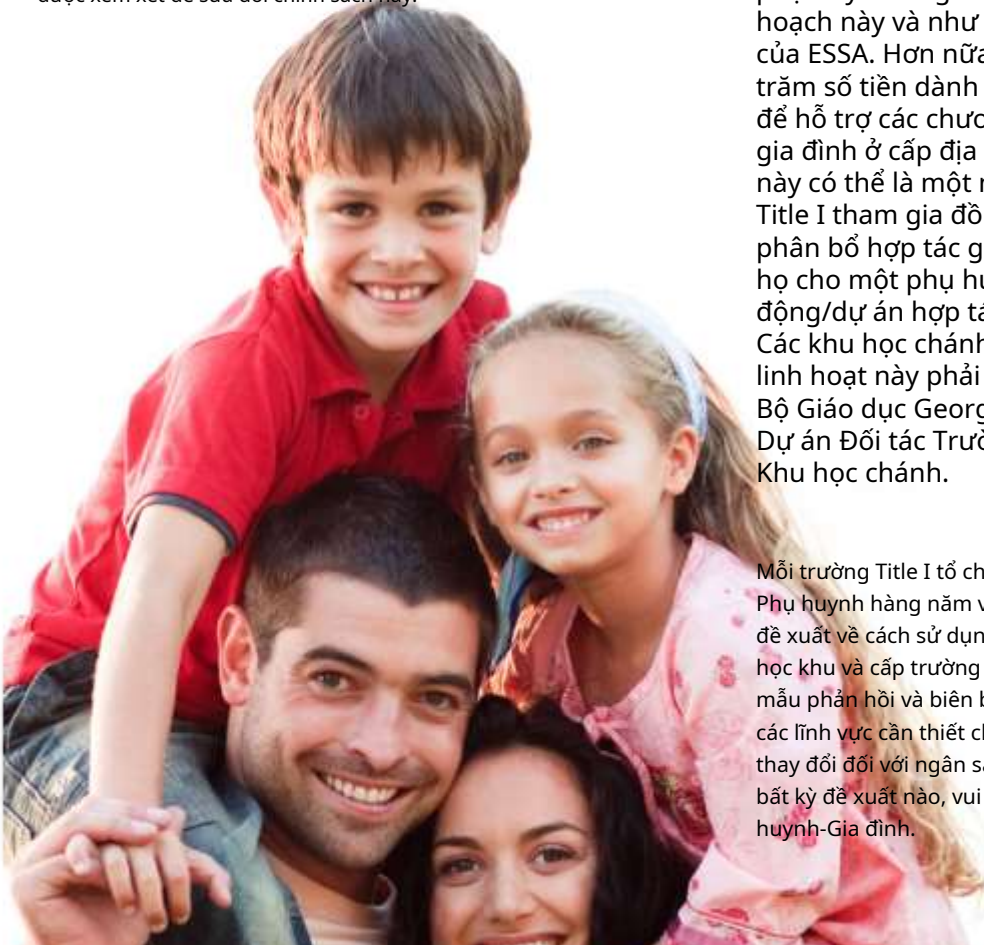 được xem xét để sửa đổi chính sách này.
hoạch này và như
của ESSA. Hơn nữa
trăm số tiền dành
để hỗ trợ các chươ
gia đình ở cấp địa
này có thể là một
Title I tham gia đồ
phân bổ hợp tác g
họ cho một phụ hu
động/dự án hợp tá
Các khu học chánh
linh hoạt này phải
Bộ Giáo dục Georg
Dự án Đối tác Trườ
Khu học chánh.
Mỗi trường Title I tổ ch
Phụ huynh hàng năm v
đề xuất về cách sử dụn
học khu và cấp trường
mẫu phản hồi và biên b
các lĩnh vực cần thiết ch
thay đổi đối với ngân sá
bất kỳ đề xuất nào, vui
huynh-Gia đình.